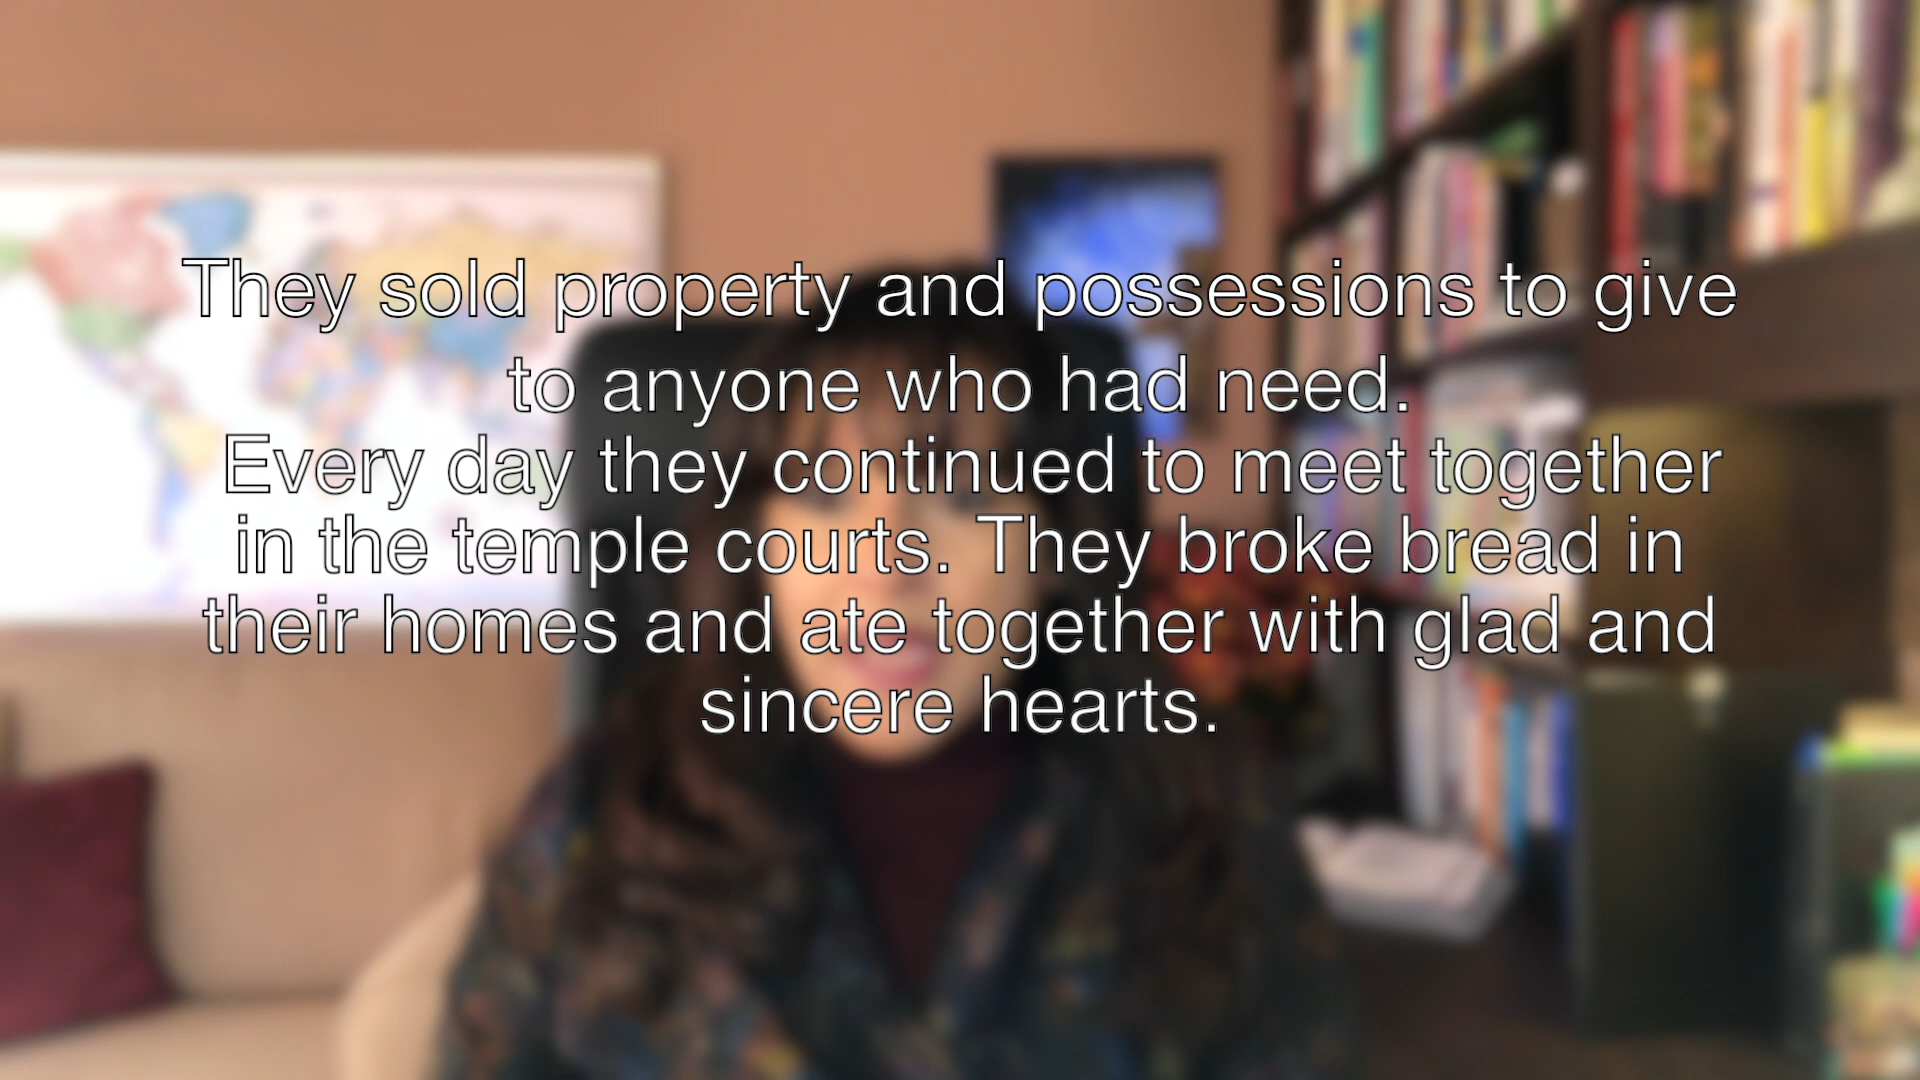 They sold property and possessions to give
to anyone who had need.
Every day they continued to meet together
in the temple courts. They broke bread in
their homes and ate together with glad and
sincere hearts.